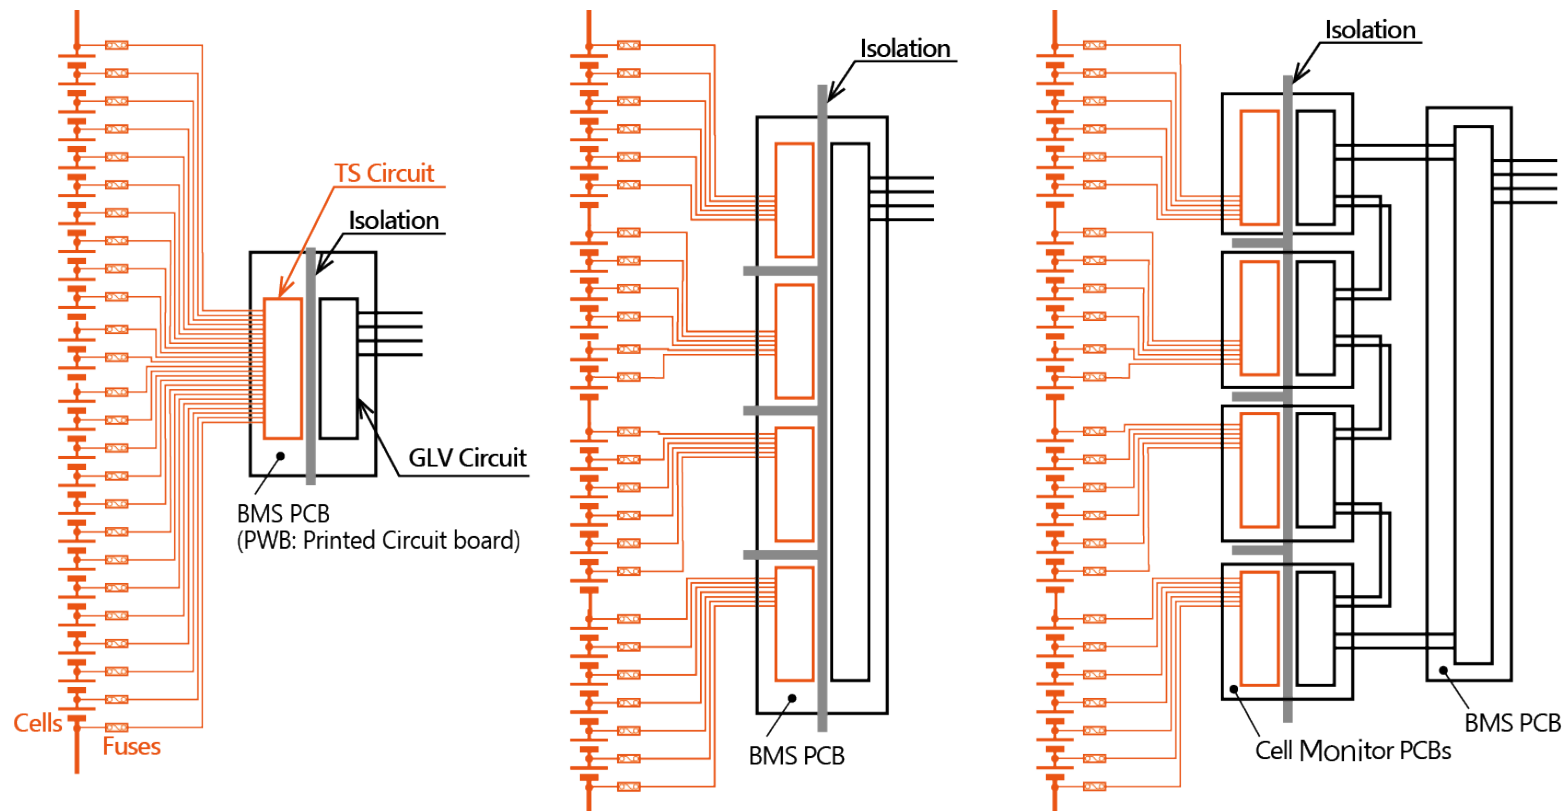 TS Circuit
Isolation
GLV Circuit
BMS PCB
(PWB: Printed Circuit board)
Cells
Fuses
Isolation
BMS PCB
Isolation
Cell Monitor PCBs
BMS PCB